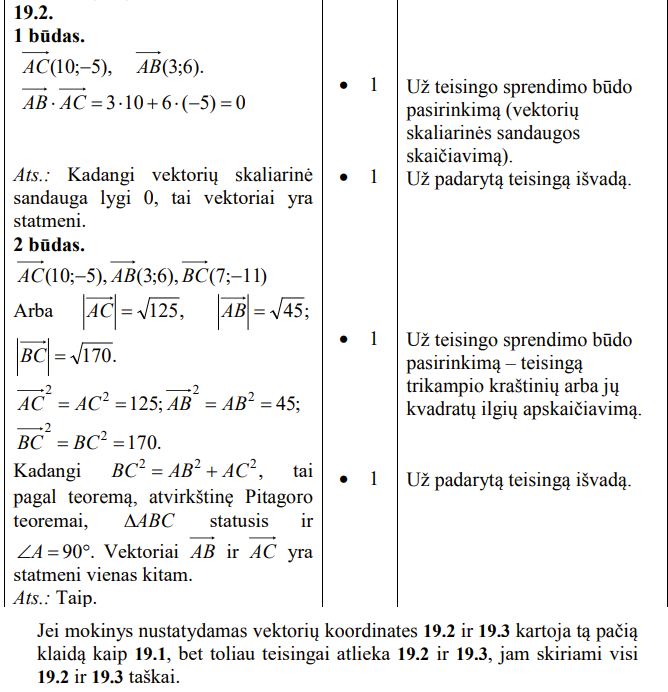 19.2.
1 būdas.
$\overrightarrow{AC}(10;-5)$, $\overrightarrow{AB}(3;6)$.
$\overrightarrow{AB} \cdot \overrightarrow{AC} = 3 \cdot 10 + 6 \cdot (-5) = 0$
• 1 Už teisingo sprendimo būdo
pasirinkimą (vektorių
skaliarinės sandaugos
skaičiavimą).
Ats.: Kadangi vektorių skaliarinė
sandauga lygi 0, tai vektoriai yra
statmeni.
• 1 Už padarytą teisingą išvadą.
2 būdas.
$\overrightarrow{AC}(10;-5), \overrightarrow{AB}(3;6), \overrightarrow{BC}(7;-11)$
Arba $|\overrightarrow{AC}| = \sqrt{125}$, $|\overrightarrow{AB}| = \sqrt{45}$;
$|\overrightarrow{BC}| = \sqrt{170}$.
$\overrightarrow{AC}^2 = AC^2 = 125; \overrightarrow{AB}^2 = AB^2 = 45;$
$\overrightarrow{BC}^2 = BC^2 = 170.$
• 1 Už teisingo sprendimo būdo
pasirinkimą – teisingą
trikampio kraštinių arba jų
kvadratų ilgių apskaičiavimą.
Kadangi $BC^2 = AB^2 + AC^2$, tai
pagal teoremą, atvirkštinę Pitagoro
teoremai, $\Delta ABC$ statusis ir
$\angle A = 90°$. Vektoriai $\overrightarrow{AB}$ ir $\overrightarrow{AC}$ yra
statmeni vienas kitam.
Ats.: Taip.
• 1 Už padarytą teisingą išvadą.
Jei mokinys nustatydamas vektorių koordinates 19.2 ir 19.3 kartoja tą pačią
klaidą kaip 19.1, bet toliau teisingai atlieka 19.2 ir 19.3, jam skiriami visi
19.2 ir 19.3 taškai.